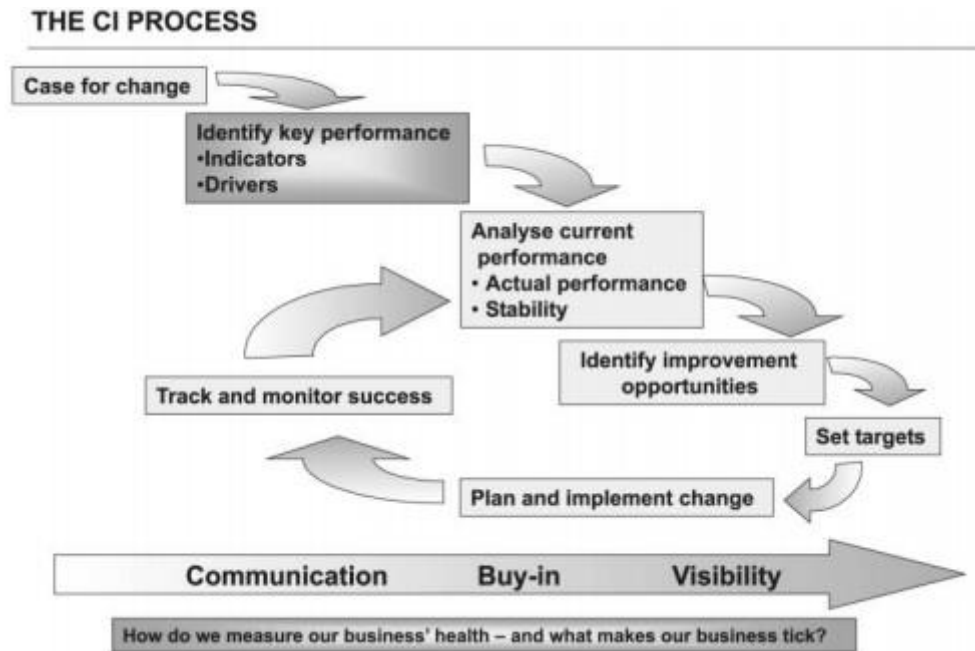 THE CI PROCESS
Case for change
Identify key performance
•Indicators
•Drivers
Analyse current
performance
• Actual performance
• Stability
Identify improvement
opportunities
Set targets
Plan and implement change
Track and monitor success
Communication Buy-in Visibility
How do we measure our business' health – and what makes our business tick?